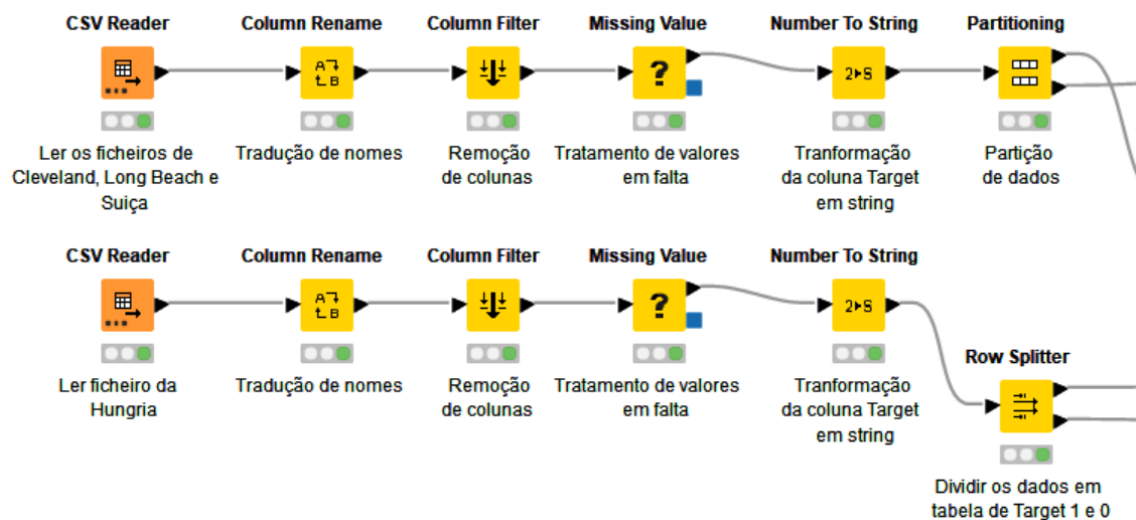 CSV Reader
Column Rename
Column Filter
Missing Value
Number To String
Partitioning
A
B
?
2▸S
Ler os ficheiros de
Cleveland, Long Beach e
Suiça
Tradução de nomes
Remoção
de colunas
Tratamento de valores
em falta
Tranformação
da coluna Target
em string
Partição
de dados
CSV Reader
Column Rename
Column Filter
Missing Value
Number To String
A
B
?
2▸S
Row Splitter
Ler ficheiro da
Hungria
Tradução de nomes
Remoção
de colunas
Tratamento de valores
em falta
Tranformação
da coluna Target
em string
Dividir os dados em
tabela de Target 1 e 0